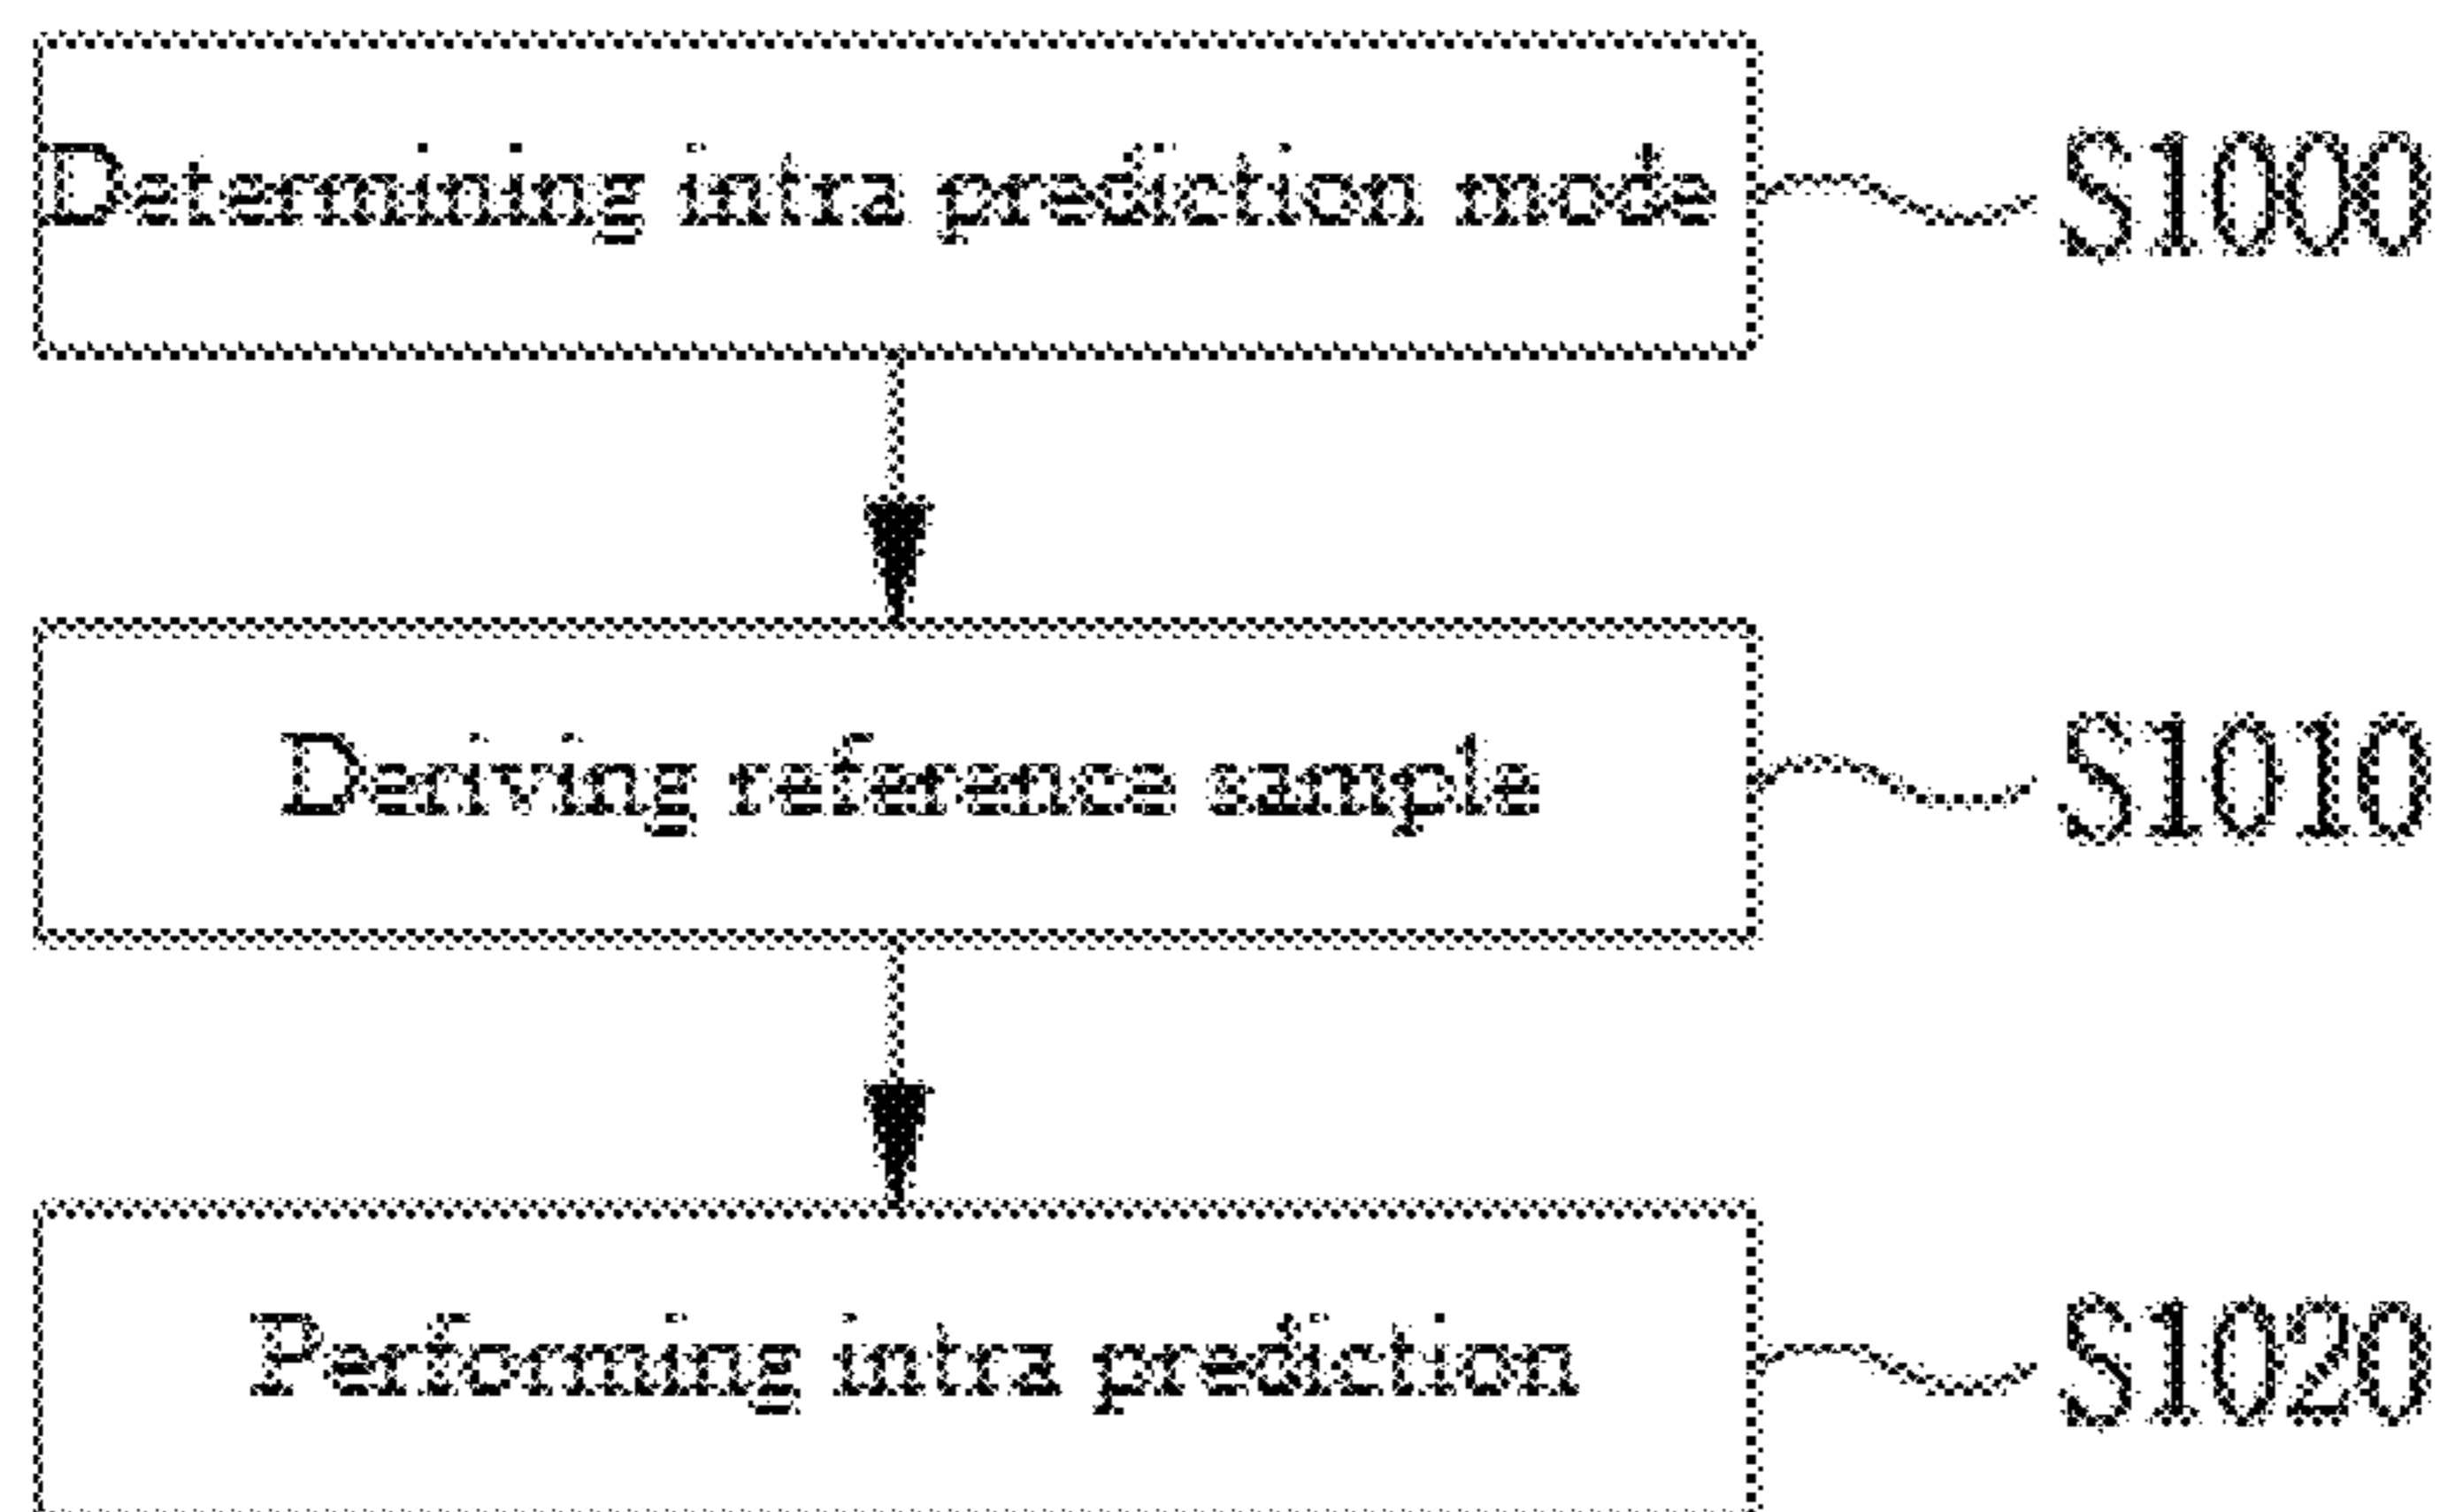 Determining intra prediction mode S1000
Deriving reference sample S1010
Performing intra prediction S1020